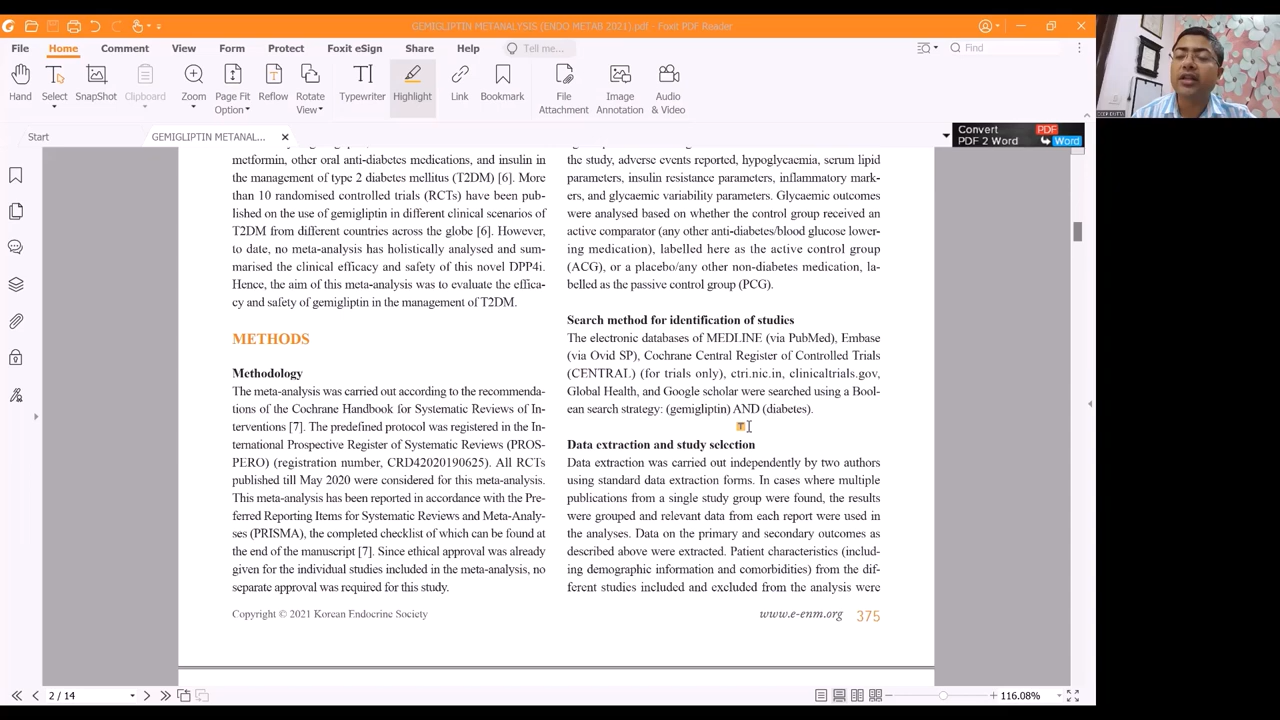 GEMIGLIPTIN METANALYSIS (ENDO METAB 2021).pdf - Foxit PDF Reader
File Home Comment View Form Protect Foxit eSign Share Help Tell me... Find
Hand Select SnapShot Clipboard Zoom Page Fit Option Reflow Rotate View Typewriter Highlight Link Bookmark File Attachment Image Annotation Audio & Video
Start GEMIGLIPTIN METANAL...
Convert PDF
PDF 2 Word Word
metformin, other oral anti-diabetes medications, and insulin in
the management of type 2 diabetes mellitus (T2DM) [6]. More
than 10 randomised controlled trials (RCTs) have been pub-
lished on the use of gemigliptin in different clinical scenarios of
T2DM from different countries across the globe [6]. However,
to date, no meta-analysis has holistically analysed and sum-
marised the clinical efficacy and safety of this novel DPP4i.
Hence, the aim of this meta-analysis was to evaluate the effica-
cy and safety of gemigliptin in the management of T2DM.
METHODS
Methodology
The meta-analysis was carried out according to the recommenda-
tions of the Cochrane Handbook for Systematic Reviews of In-
terventions [7]. The predefined protocol was registered in the In-
ternational Prospective Register of Systematic Reviews (PROS-
PERO) (registration number, CRD42020190625). All RCTs
published till May 2020 were considered for this meta-analysis.
This meta-analysis has been reported in accordance with the Pre-
ferred Reporting Items for Systematic Reviews and Meta-Analy-
ses (PRISMA), the completed checklist of which can be found at
the end of the manuscript [7]. Since ethical approval was already
given for the individual studies included in the meta-analysis, no
separate approval was required for this study.
the study, adverse events reported, hypoglycaemia, serum lipid
parameters, insulin resistance parameters, inflammatory mark-
ers, and glycaemic variability parameters. Glycaemic outcomes
were analysed based on whether the control group received an
active comparator (any other anti-diabetes/blood glucose lower-
ing medication), labelled here as the active control group
(ACG), or a placebo/any other non-diabetes medication, la-
belled as the passive control group (PCG).
Search method for identification of studies
The electronic databases of MEDLINE (via PubMed), Embase
(via Ovid SP), Cochrane Central Register of Controlled Trials
(CENTRAL) (for trials only), ctri.nic.in, clinicaltrials.gov,
Global Health, and Google scholar were searched using a Bool-
ean search strategy: (gemigliptin) AND (diabetes).
Data extraction and study selection
Data extraction was carried out independently by two authors
using standard data extraction forms. In cases where multiple
publications from a single study group were found, the results
were grouped and relevant data from each report were used in
the analyses. Data on the primary and secondary outcomes as
described above were extracted. Patient characteristics (includ-
ing demographic information and comorbidities) from the dif-
ferent studies included and excluded from the analysis were
Copyright © 2021 Korean Endocrine Society
www.e-enm.org 375
2 / 14
116.08%